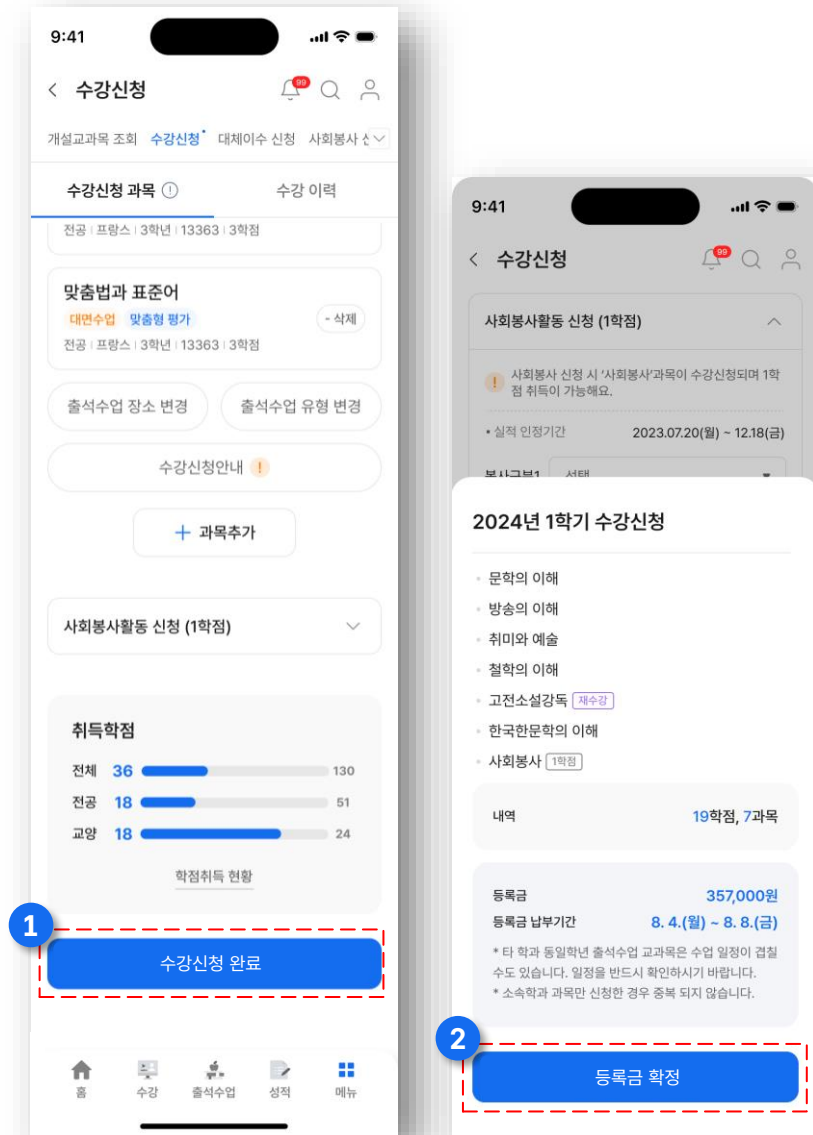 9:41
수강신청
99
개설교과목 조회 수강신청 대체이수 신청 사회봉사
수강신청 과목 수강 이력
전공 | 프랑스 | 3학년 | 13363 | 3학점
맞춤법과 표준어
대면수업 맞춤형 평가
- 삭제
전공 | 프랑스 | 3학년 | 13363 | 3학점
출석수업 장소 변경 출석수업 유형 변경
수강신청안내 !
+ 과목추가
사회봉사활동 신청 (1학점)
취득학점
전체 36 130
전공 18 51
교양 18 24
학점취득 현황
1
수강신청 완료
홈 수강 출석수업 성적 메뉴
9:41
수강신청
99
사회봉사활동 신청 (1학점)
! 사회봉사 신청 시 '사회봉사'과목이 수강신청되며 1학
점 취득이 가능해요.
• 실적 인정기간 2023.07.20(월) ~ 12.18(금)
봉사구분1 선택
2024년 1학기 수강신청
문학의 이해
방송의 이해
취미와 예술
철학의 이해
고전소설강독 재수강
한국한문학의 이해
사회봉사 1학점
내역 19학점, 7과목
등록금 357,000원
등록금 납부기간 8. 4.(월) ~ 8. 8.(금)
* 타 학과 동일학년 출석수업 교과목은 수업 일정이 겹칠
수도 있습니다. 일정을 반드시 확인하시기 바랍니다.
* 소속학과 과목만 신청한 경우 중복 되지 않습니다.
2
등록금 확정